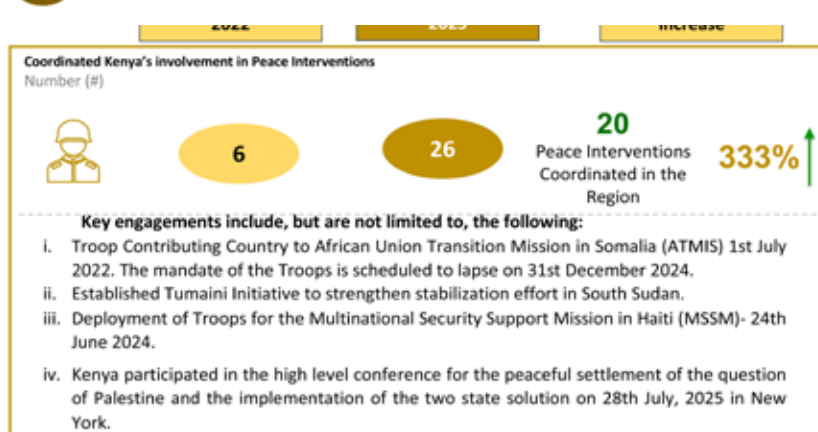 2022 2025 Increase
Coordinated Kenya's involvement in Peace Interventions
Number (#)
6
26
20
Peace Interventions
Coordinated in the
Region
333%
Key engagements include, but are not limited to, the following:
i. Troop Contributing Country to African Union Transition Mission in Somalia (ATMIS) 1st July
2022. The mandate of the Troops is scheduled to lapse on 31st December 2024.
ii. Established Tumaini Initiative to strengthen stabilization effort in South Sudan.
iii. Deployment of Troops for the Multinational Security Support Mission in Haiti (MSSM)- 24th
June 2024.
iv. Kenya participated in the high level conference for the peaceful settlement of the question
of Palestine and the implementation of the two state solution on 28th July, 2025 in New
York.